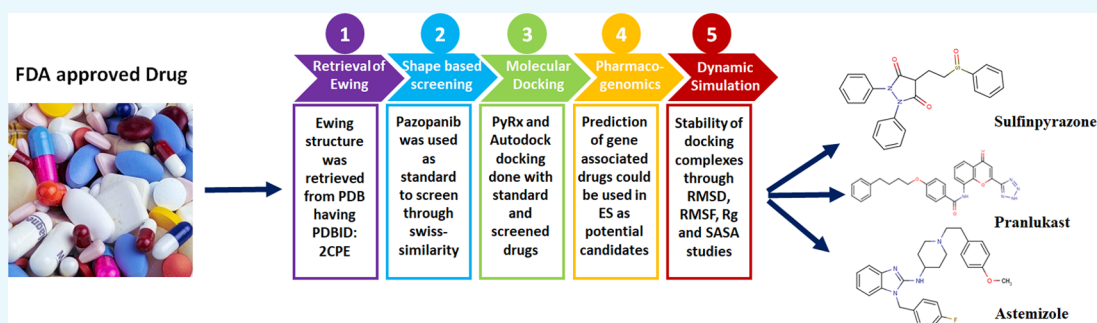 FDA approved Drug
1
Retrieval of
Ewing
Ewing
structure was
retrieved
from PDB
having
PDBID:
2CPE
2
Shape based
screening
Pazopanib
was used
as
standard
to screen
through
swiss-
similarity
3
Molecular
Docking
PyRx and
Autodock
docking
done with
standard
and
screened
drugs
4
Pharmaco-
genomics
Prediction
of gene
associated
drugs could
be used in
ES as
potential
candidates
5
Dynamic
Simulation
Stability of
docking
complexes
through
RMSD,
RMSF, Rg
and SASA
studies
Sulfinpyrazone
Pranlukast
Astemizole